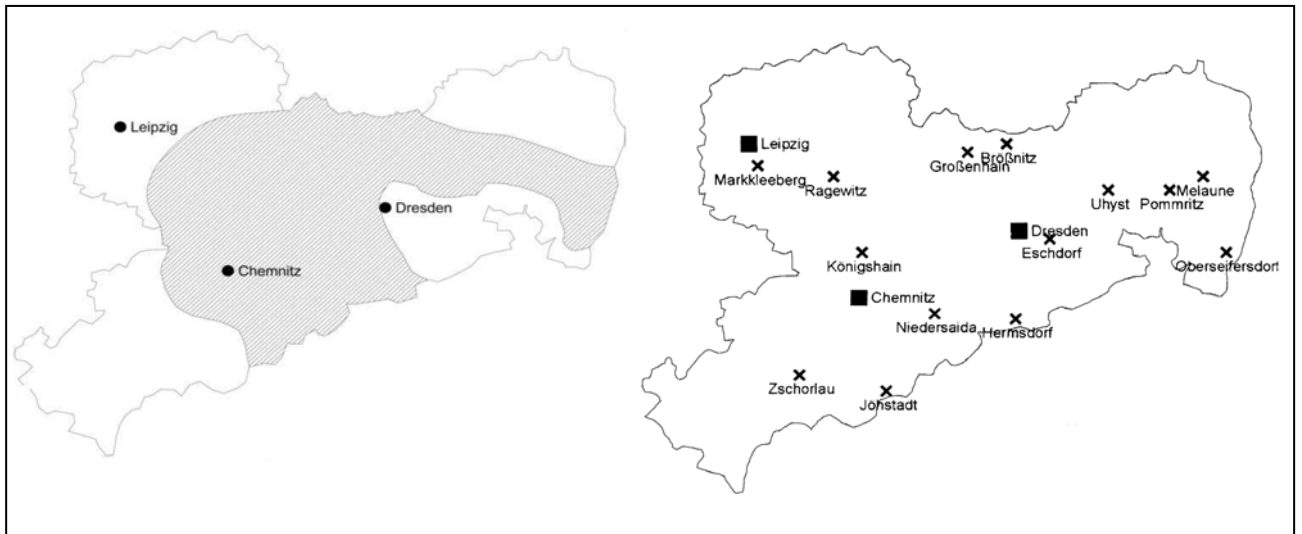 Leipzig
Dresden
Chemnitz
Leipzig
Markkleeberg
Ragewitz
Großenhain
Brößnitz
Uhyst
Pommritz
Melaune
Dresden
Eschdorf
Königshain
Oberseifersdorf
Chemnitz
Niedersaida
Hermsdorf
Zschorlau
Jöhstadt